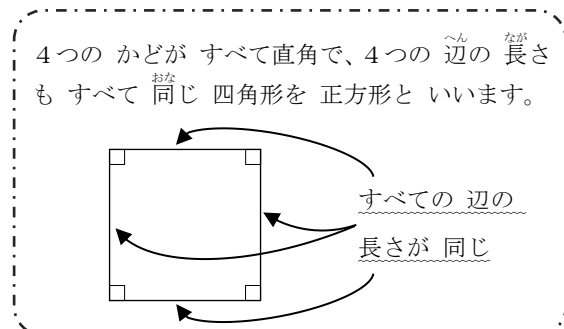 ４つの かどが すべて直角で、４つの 辺の 長さ
も すべて 同じ 四角形を 正方形と いいます。
すべての 辺の
長さが 同じ